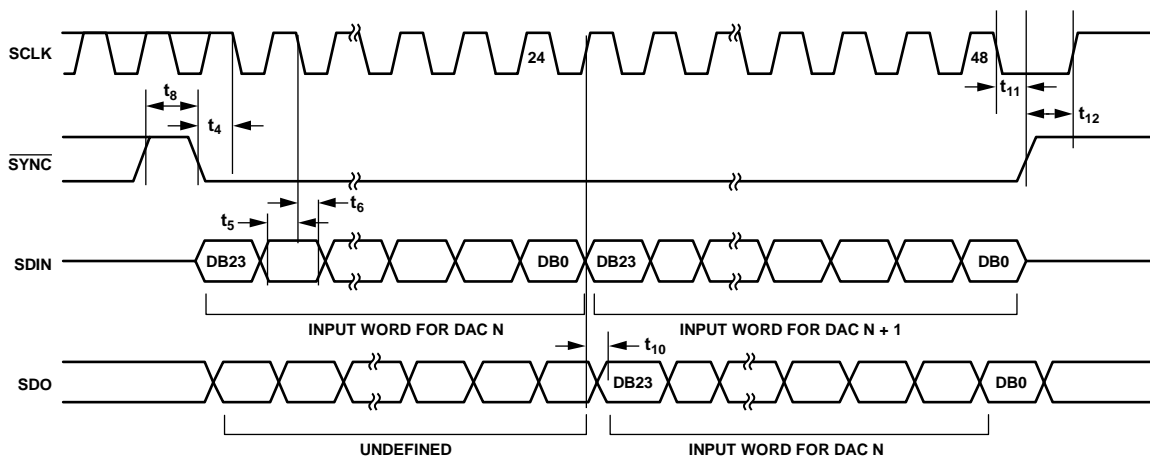 SCLK
24
48
t11
t12
t8
t4
SYNC
t5
t6
SDIN
DB23
DB0
DB23
DB0
INPUT WORD FOR DAC N
INPUT WORD FOR DAC N + 1
t10
SDO
DB23
DB0
UNDEFINED
INPUT WORD FOR DAC N